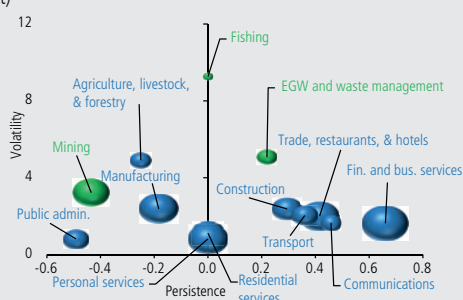 t)
12
Fishing
Agriculture, livestock,
& forestry
EGW and waste management
8
Volatility
Trade, restaurants, & hotels
Mining
Fin. and bus. services
Manufacturing
4
Construction
Public admin.
Transport
0
-0.6 -0.4 -0.2 0.0 0.2 0.4 0.6 0.8
Personal services
Persistence
Residential
services
Communications